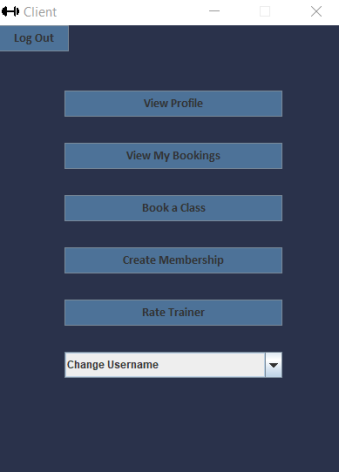 Client
Log Out
View Profile
View My Bookings
Book a Class
Create Membership
Rate Trainer
Change Username